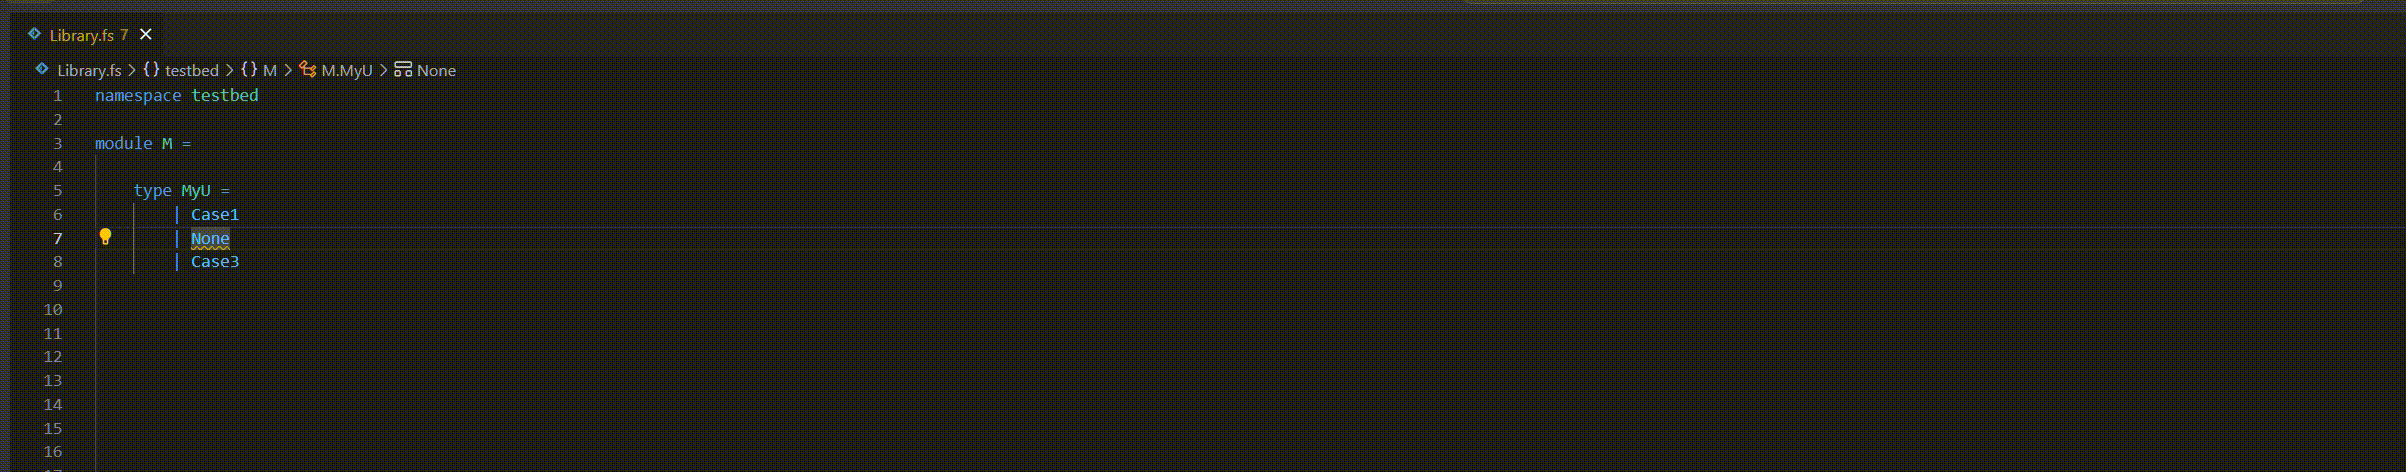 Library.fs 7
Library.fs > {} testbed > {} M > M.MyU > None
1 namespace testbed
2
3 module M =
4
5 type MyU =
6 | Case1
7 | None
8 | Case3
9
10
11
12
13
14
15
16